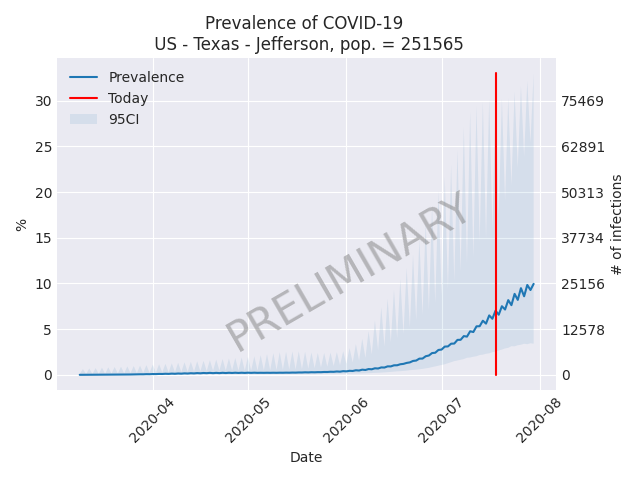 Prevalence of COVID-19
US - Texas - Jefferson, pop. = 251565
Prevalence
Today
95CI
%
30
25
20
15
10
5
0
75469
62891
50313
37734
25156
12578
0
# of infections
PRELIMINARY
2020-04
2020-05
2020-06
2020-07
2020-08
Date